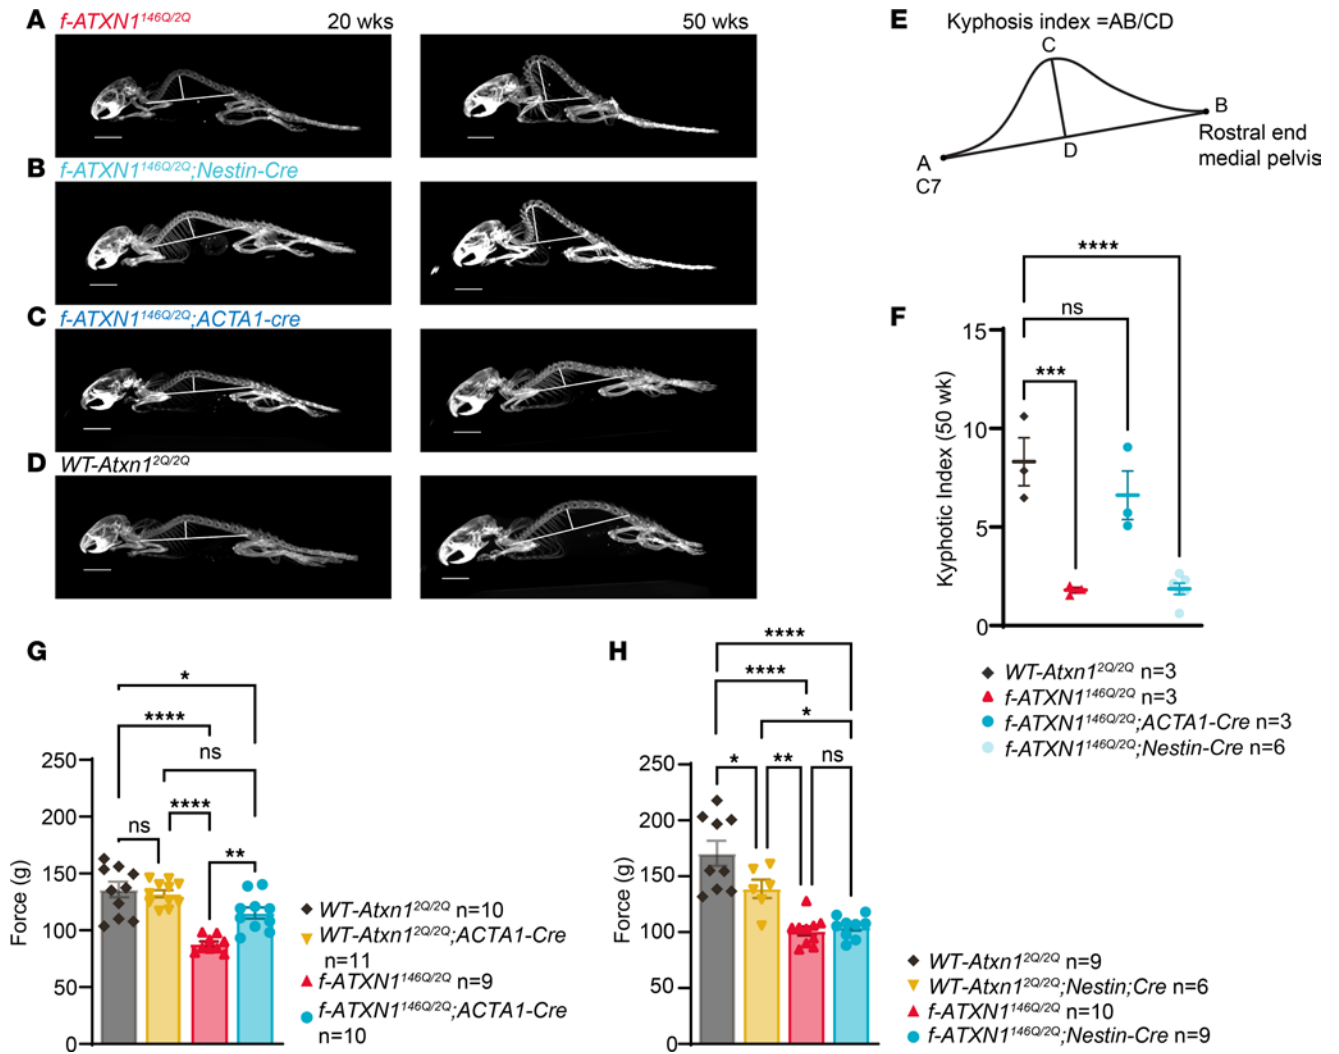 A f-ATXN1146Q/2Q 20 wks 50 wks
B f-ATXN1146Q/2Q;Nestin-Cre
C f-ATXN1146Q/2Q;ACTA1-cre
D WT-Atxn12Q/2Q
E Kyphosis index =AB/CD
C
B
Rostral end
medial pelvis
D
A
C7
F
****
ns
***
15
10
5
0
Kyphotic Index (50 wk)
WT-Atxn12Q/2Q n=3
f-ATXN1146Q/2Q n=3
f-ATXN1146Q/2Q;ACTA1-Cre n=3
f-ATXN1146Q/2Q;Nestin-Cre n=6
G
*
****
ns
****
ns
**
250
200
150
100
50
0
Force (g)
WT-Atxn12Q/2Q n=10
WT-Atxn12Q/2Q;ACTA1-Cre
n=11
f-ATXN1146Q/2Q n=9
f-ATXN1146Q/2Q;ACTA1-Cre
n=10
H
****
****
*
* ** ns
250
200
150
100
50
0
Force (g)
WT-Atxn12Q/2Q n=9
WT-Atxn12Q/2Q;Nestin;Cre n=6
f-ATXN1146Q/2Q n=10
f-ATXN1146Q/2Q;Nestin-Cre n=9